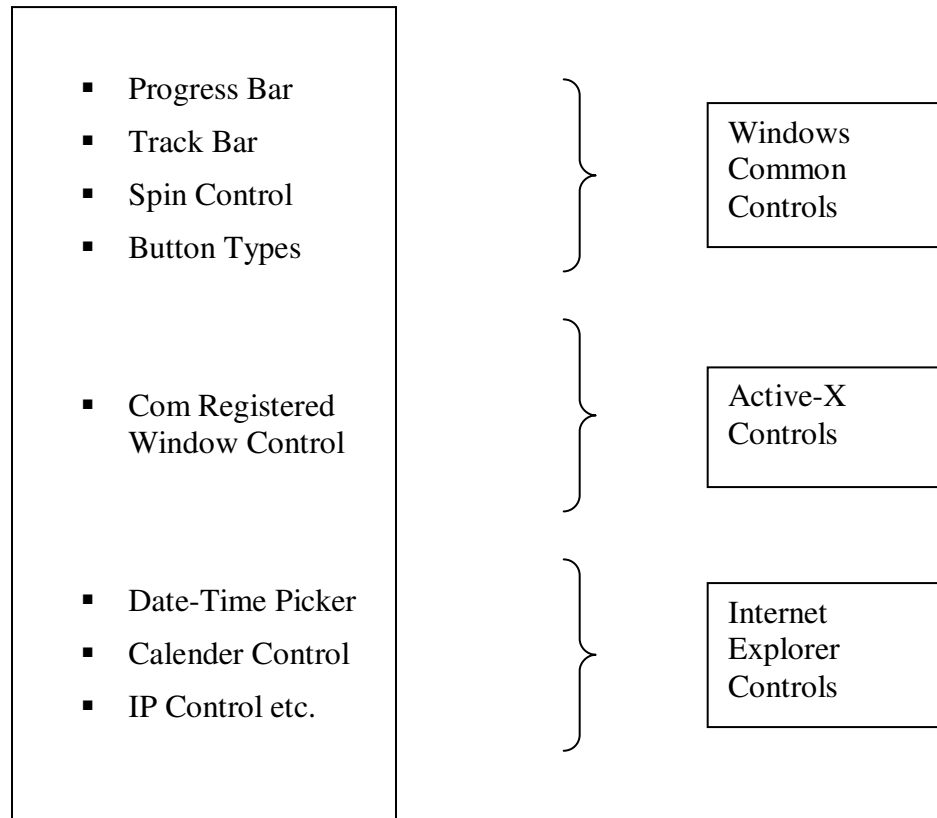 ▪ Progress Bar
▪ Track Bar
▪ Spin Control
▪ Button Types
Windows
Common
Controls
▪ Com Registered
Window Control
Active-X
Controls
▪ Date-Time Picker
▪ Calender Control
▪ IP Control etc.
Internet
Explorer
Controls